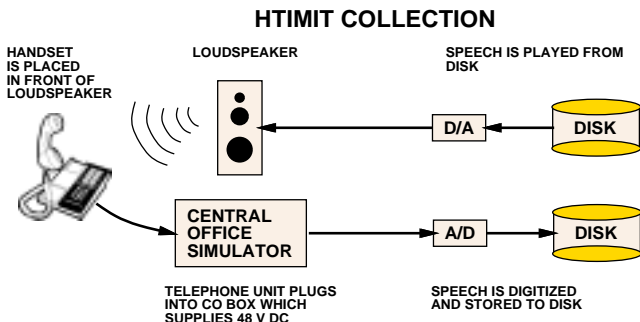 HTIMIT COLLECTION
HANDSET
IS PLACED
IN FRONT OF
LOUDSPEAKER
LOUDSPEAKER
SPEECH IS PLAYED FROM
DISK
D/A
DISK
CENTRAL
OFFICE
SIMULATOR
A/D
DISK
TELEPHONE UNIT PLUGS
INTO CO BOX WHICH
SUPPLIES 48 V DC
SPEECH IS DIGITIZED
AND STORED TO DISK